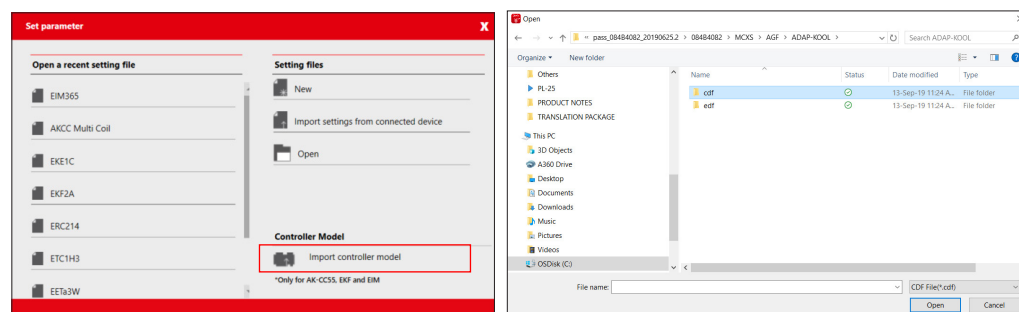 Set parameter
X
Open a recent setting file
EIM365
AKCC Multi Coil
EKE1C
EKF2A
ERC214
ETC1H3
EETa3W
Setting files
New
Import settings from connected device
Open
Controller Model
Import controller model
*Only for AK-CC55, EKF and EIM
Open
« pass_084B4082_20190625.2 > 084B4082 > MCXS > AGF > ADAP-KOOL >
Search ADAP-KOOL
Organize
New folder
Others
PL-25
PRODUCT NOTES
TRANSLATION PACKAGE
This PC
3D Objects
A360 Drive
Desktop
Documents
Downloads
Music
Pictures
Videos
OSDisk (C:)
Name Status Date modified Type
cdf 13-Sep-19 11:24 A... File folder
edf 13-Sep-19 11:24 A... File folder
File name:
CDF File(*.cdf)
Open Cancel